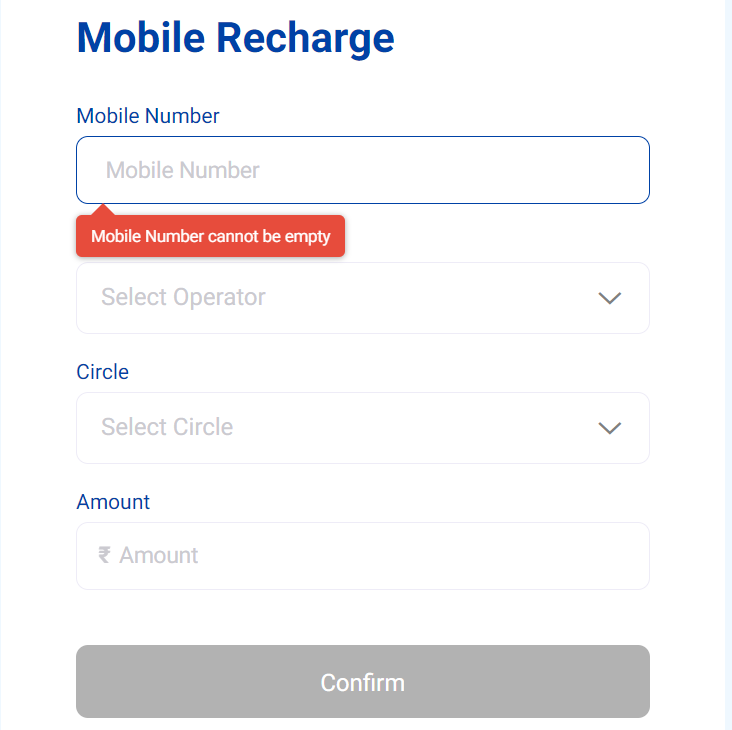 Mobile Recharge
Mobile Number
Mobile Number
Mobile Number cannot be empty
Select Operator
Circle
Select Circle
Amount
₹ Amount
Confirm